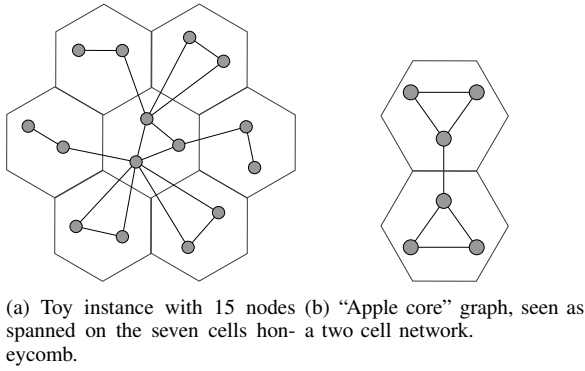 (a) Toy instance with 15 nodes
spanned on the seven cells hon-
eycomb.
(b) “Apple core” graph, seen as
a two cell network.